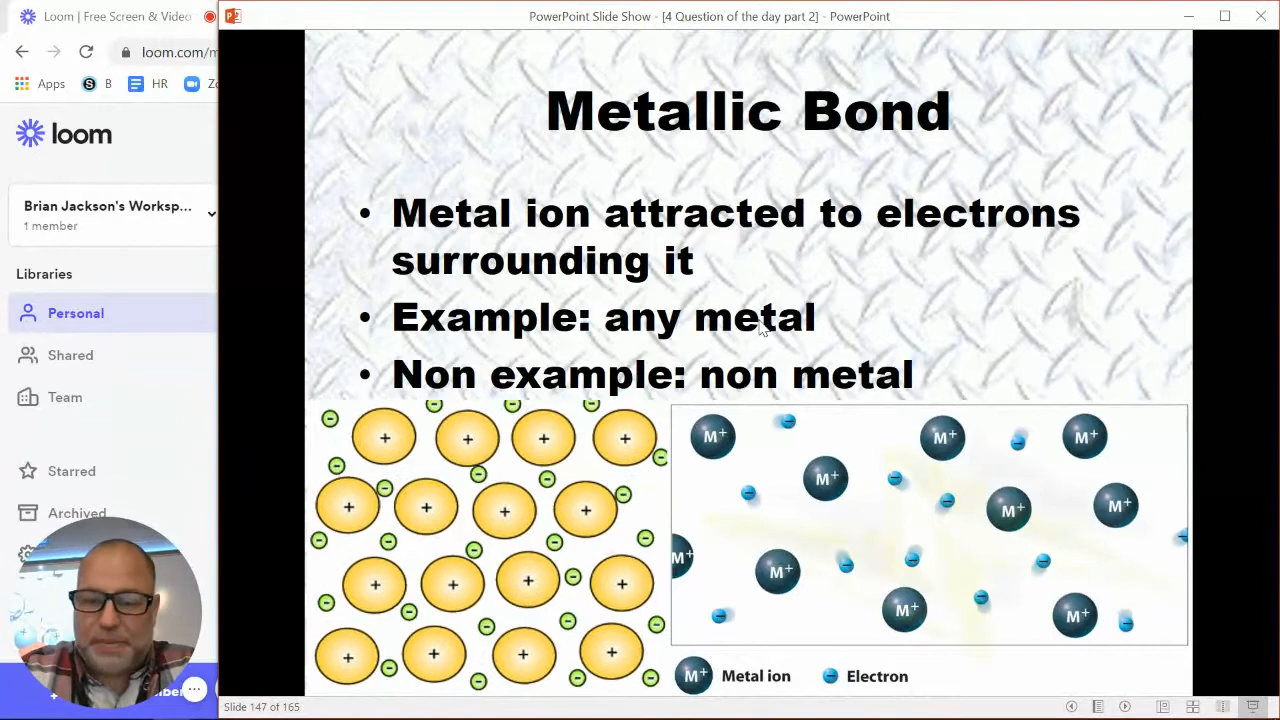 Loom | Free Screen & Video
PowerPoint Slide Show - [4 Question of the day part 2] - PowerPoint
loom.com/m
Apps
B
HR
loom
Brian Jackson's Worksp...
1 member
Libraries
Personal
Shared
Team
Starred
Archived
Metallic Bond
• Metal ion attracted to electrons
surrounding it
• Example: any metal
• Non example: non metal
+ + + +
+ + + +
+ + + +
+ + + +
M+ M+ M+
M+
M+ M+
M+ M+
M+ M+
M+ Metal ion
Electron
Slide 147 of 165